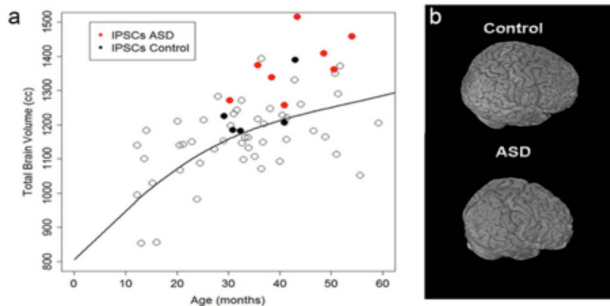 a
IPSCs ASD
IPSCs Control
Total Brain Volume (cc)
1500
1400
1300
1200
1100
1000
900
800
0 10 20 30 40 50 60
Age (months)
b
Control
ASD